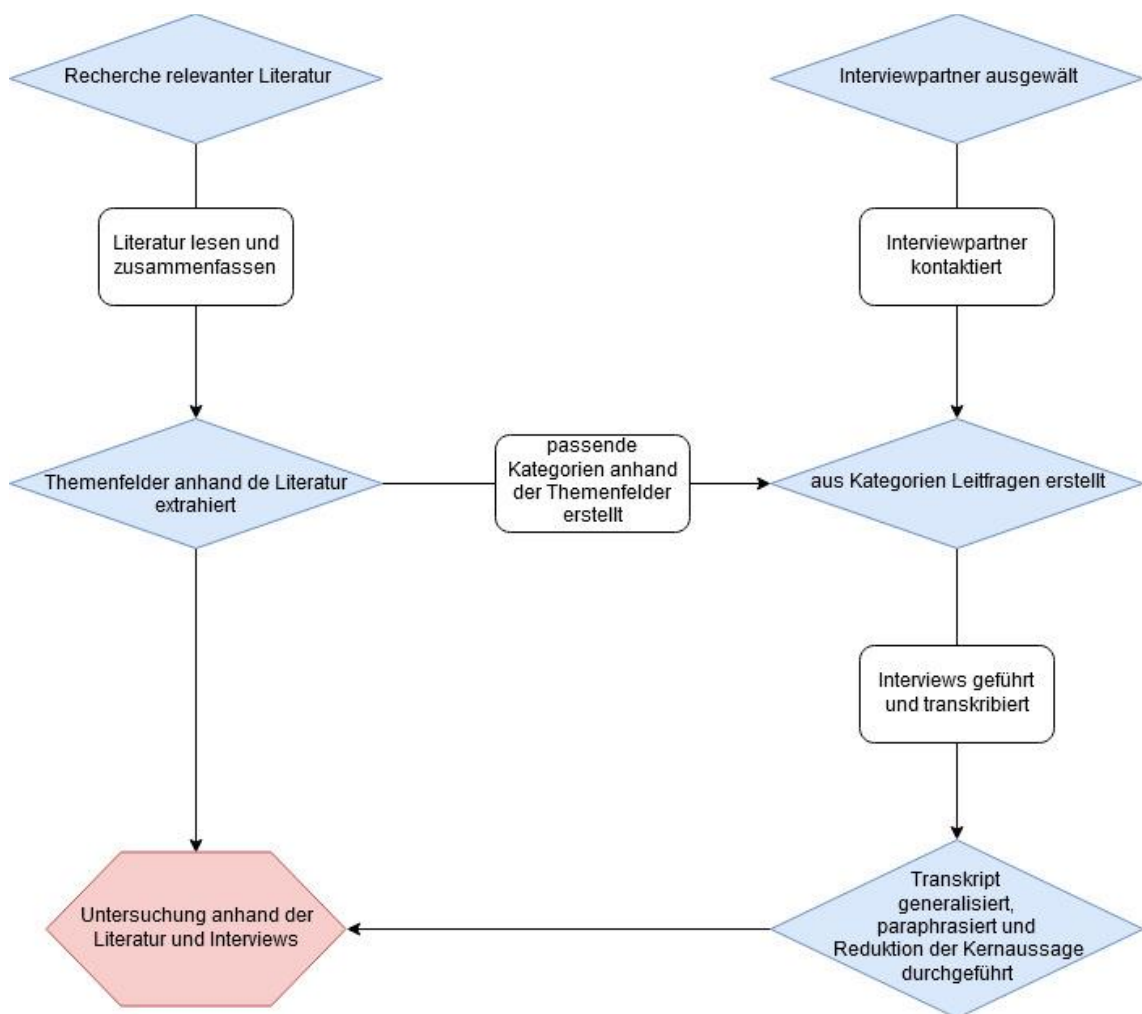 Recherche relevanter Literatur
Interviewpartner ausgewält
Literatur lesen und
zusammenfassen
Interviewpartner
kontaktiert
Themenfelder anhand de Literatur
extrahiert
passende
Kategorien anhand
der Themenfelder
erstellt
aus Kategorien Leitfragen erstellt
Interviews geführt
und transkribiert
Untersuchung anhand der
Literatur und Interviews
Transkript
generalisiert,
paraphrasiert und
Reduktion der Kernaussage
durchgeführt